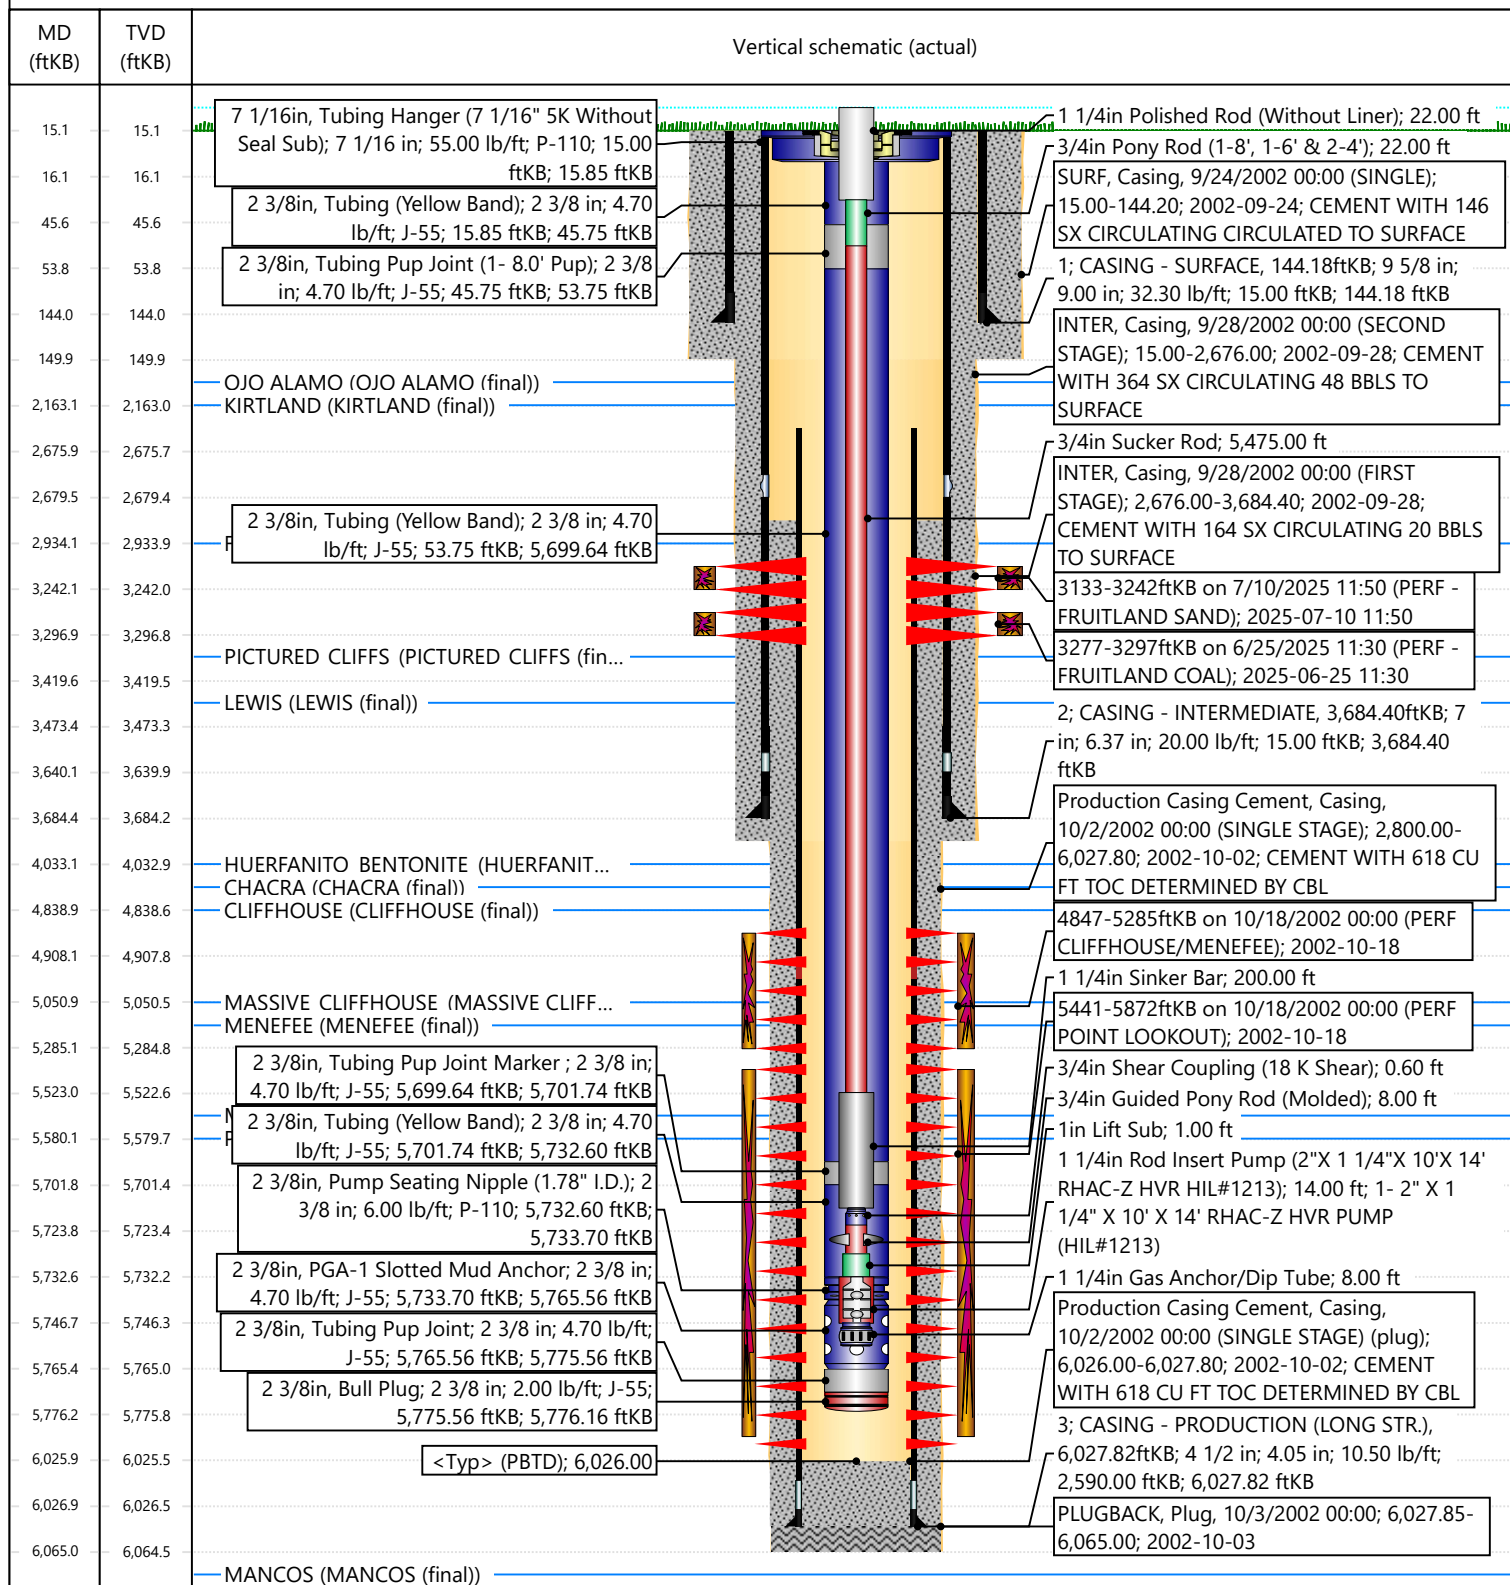 MD
(ftKB)
TVD
(ftKB)
Vertical schematic (actual)
15.1 15.1
16.1 16.1
45.6 45.6
53.8 53.8
144.0 144.0
149.9 149.9
2,163.1 2,163.0
2,675.9 2,675.7
2,679.5 2,679.4
2,934.1 2,933.9
3,242.1 3,242.0
3,296.9 3,296.8
3,419.6 3,419.5
3,473.4 3,473.3
3,640.1 3,639.9
3,684.4 3,684.2
4,033.1 4,032.9
4,838.9 4,838.6
4,908.1 4,907.8
5,050.9 5,050.5
5,285.1 5,284.8
5,523.0 5,522.6
5,580.1 5,579.7
5,701.8 5,701.4
5,723.8 5,723.4
5,732.6 5,732.2
5,746.7 5,746.3
5,765.4 5,765.0
5,776.2 5,775.8
6,025.9 6,025.5
6,026.9 6,026.5
6,065.0 6,064.5
7 1/16in, Tubing Hanger (7 1/16" 5K Without
Seal Sub); 7 1/16 in; 55.00 lb/ft; P-110; 15.00
ftKB; 15.85 ftKB
2 3/8in, Tubing (Yellow Band); 2 3/8 in; 4.70
lb/ft; J-55; 15.85 ftKB; 45.75 ftKB
2 3/8in, Tubing Pup Joint (1- 8.0' Pup); 2 3/8
in; 4.70 lb/ft; J-55; 45.75 ftKB; 53.75 ftKB
OJO ALAMO (OJO ALAMO (final))
KIRTLAND (KIRTLAND (final))
2 3/8in, Tubing (Yellow Band); 2 3/8 in; 4.70
lb/ft; J-55; 53.75 ftKB; 5,699.64 ftKB
F
PICTURED CLIFFS (PICTURED CLIFFS (fin...
LEWIS (LEWIS (final))
HUERFANITO BENTONITE (HUERFANIT...
CHACRA (CHACRA (final))
CLIFFHOUSE (CLIFFHOUSE (final))
MASSIVE CLIFFHOUSE (MASSIVE CLIFF...
MENEFEE (MENEFEE (final))
2 3/8in, Tubing Pup Joint Marker ; 2 3/8 in;
4.70 lb/ft; J-55; 5,699.64 ftKB; 5,701.74 ftKB
2 3/8in, Tubing (Yellow Band); 2 3/8 in; 4.70
lb/ft; J-55; 5,701.74 ftKB; 5,732.60 ftKB
2 3/8in, Pump Seating Nipple (1.78" I.D.); 2
3/8 in; 6.00 lb/ft; P-110; 5,732.60 ftKB;
5,733.70 ftKB
2 3/8in, PGA-1 Slotted Mud Anchor; 2 3/8 in;
4.70 lb/ft; J-55; 5,733.70 ftKB; 5,765.56 ftKB
2 3/8in, Tubing Pup Joint; 2 3/8 in; 4.70 lb/ft;
J-55; 5,765.56 ftKB; 5,775.56 ftKB
2 3/8in, Bull Plug; 2 3/8 in; 2.00 lb/ft; J-55;
5,775.56 ftKB; 5,776.16 ftKB
<Typ> (PBTD); 6,026.00
MANCOS (MANCOS (final))
1 1/4in Polished Rod (Without Liner); 22.00 ft
3/4in Pony Rod (1-8', 1-6' & 2-4'); 22.00 ft
SURF, Casing, 9/24/2002 00:00 (SINGLE);
15.00-144.20; 2002-09-24; CEMENT WITH 146
SX CIRCULATING CIRCULATED TO SURFACE
1; CASING - SURFACE, 144.18ftKB; 9 5/8 in;
9.00 in; 32.30 lb/ft; 15.00 ftKB; 144.18 ftKB
INTER, Casing, 9/28/2002 00:00 (SECOND
STAGE); 15.00-2,676.00; 2002-09-28; CEMENT
WITH 364 SX CIRCULATING 48 BBLS TO
SURFACE
3/4in Sucker Rod; 5,475.00 ft
INTER, Casing, 9/28/2002 00:00 (FIRST
STAGE); 2,676.00-3,684.40; 2002-09-28;
CEMENT WITH 164 SX CIRCULATING 20 BBLS
TO SURFACE
3133-3242ftKB on 7/10/2025 11:50 (PERF -
FRUITLAND SAND); 2025-07-10 11:50
3277-3297ftKB on 6/25/2025 11:30 (PERF -
FRUITLAND COAL); 2025-06-25 11:30
2; CASING - INTERMEDIATE, 3,684.40ftKB; 7
in; 6.37 in; 20.00 lb/ft; 15.00 ftKB; 3,684.40
ftKB
Production Casing Cement, Casing,
10/2/2002 00:00 (SINGLE STAGE); 2,800.00-
6,027.80; 2002-10-02; CEMENT WITH 618 CU
FT TOC DETERMINED BY CBL
4847-5285ftKB on 10/18/2002 00:00 (PERF
CLIFFHOUSE/MENEFEE); 2002-10-18
1 1/4in Sinker Bar; 200.00 ft
5441-5872ftKB on 10/18/2002 00:00 (PERF
POINT LOOKOUT); 2002-10-18
3/4in Shear Coupling (18 K Shear); 0.60 ft
3/4in Guided Pony Rod (Molded); 8.00 ft
1in Lift Sub; 1.00 ft
1 1/4in Rod Insert Pump (2"X 1 1/4"X 10'X 14'
RHAC-Z HVR HIL#1213); 14.00 ft; 1- 2" X 1
1/4" X 10' X 14' RHAC-Z HVR PUMP
(HIL#1213)
1 1/4in Gas Anchor/Dip Tube; 8.00 ft
Production Casing Cement, Casing,
10/2/2002 00:00 (SINGLE STAGE) (plug);
6,026.00-6,027.80; 2002-10-02; CEMENT
WITH 618 CU FT TOC DETERMINED BY CBL
3; CASING - PRODUCTION (LONG STR.),
6,027.82ftKB; 4 1/2 in; 4.05 in; 10.50 lb/ft;
2,590.00 ftKB; 6,027.82 ftKB
PLUGBACK, Plug, 10/3/2002 00:00; 6,027.85-
6,065.00; 2002-10-03